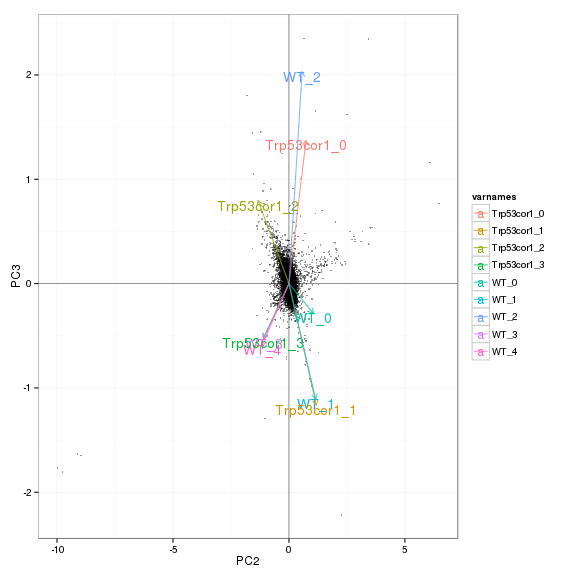 WT_2
Trp53cor1_0
Trp53cor1_2
WT_0
Trp53cor1_3
WT_4
WT_1
Trp53cor1_1
2
1
0
-1
-2
PC3
-10
-5
0
5
PC2
varnames
a Trp53cor1_0
a Trp53cor1_1
a Trp53cor1_2
a Trp53cor1_3
a WT_0
a WT_1
a WT_2
a WT_3
a WT_4